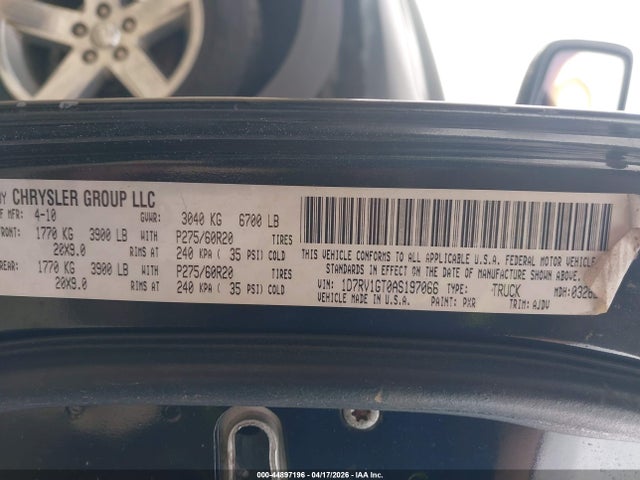 CHRYSLER GROUP LLC
MFR: 4-10 GVWR: 3040 KG 6700 LB
1770 KG 3900 LB WITH P275/60R20 TIRES
20X9.0 RIMS AT 240 KPA( 35 PSI) COLD
1770 KG 3900 LB WITH P275/60R20 TIRES
20X9.0 RIMS AT 240 KPA( 35 PSI) COLD
THIS VEHICLE CONFORMS TO ALL APPLICABLE U.S.A. FEDERAL MOTOR VEHICLE
STANDARDS IN EFFECT ON THE DATE OF MANUFACTURE SHOWN ABOVE.
VIN: 1D7RV1GT0AS197066 TYPE: TRUCK MDH:
VEHICLE MADE IN U.S.A. PAINT: PXR TRIM: AJDV
000-44897196 - 04/17/2026 - IAA Inc.